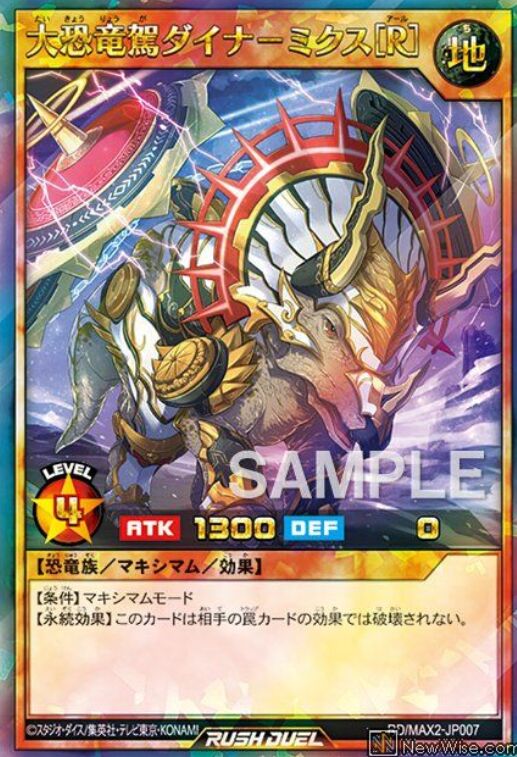 大恐竜駕ダイナーミクス[R]
地
SAMPLE
LEVEL
4
ATK 1300 DEF 0
【恐竜族／マキシマム／効果】
【条件】マキシマムモード
【永続効果】このカードは相手の罠カードの効果では破壊されない。
©スタジオ・ダイス/集英社・テレビ東京・KONAMI
RUSH DUEL
RD/MAX2-JP007
NewWise.com